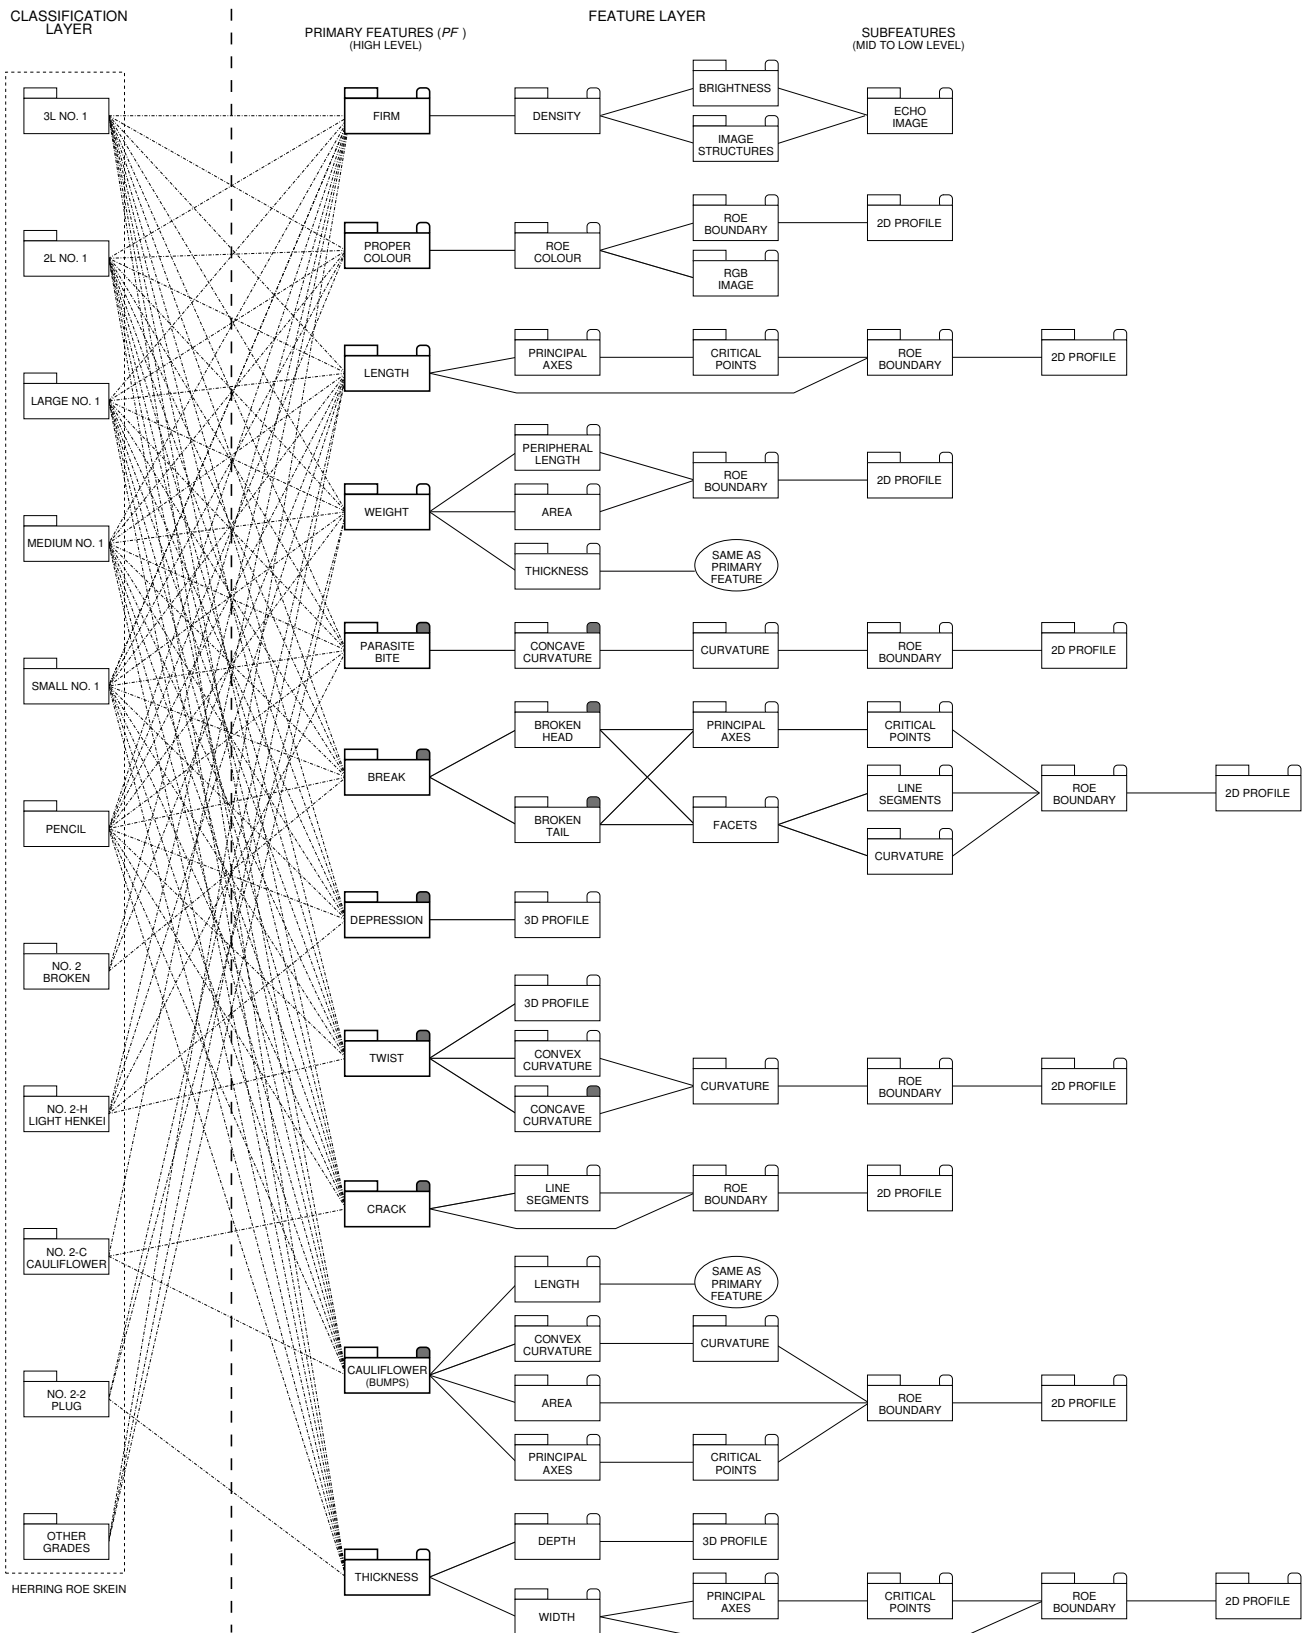 CLASSIFICATION
LAYER
FEATURE LAYER
PRIMARY FEATURES (PF )
(HIGH LEVEL)
SUBFEATURES
(MID TO LOW LEVEL)
3L NO. 1
2L NO. 1
LARGE NO. 1
MEDIUM NO. 1
SMALL NO. 1
PENCIL
NO. 2
BROKEN
NO. 2-H
LIGHT HENKEI
NO. 2-C
CAULIFLOWER
NO. 2-2
PLUG
OTHER
GRADES
HERRING ROE SKEIN
FIRM
DENSITY
BRIGHTNESS
IMAGE
STRUCTURES
ECHO
IMAGE
PROPER
COLOUR
ROE
COLOUR
ROE
BOUNDARY
2D PROFILE
RGB
IMAGE
LENGTH
PRINCIPAL
AXES
CRITICAL
POINTS
ROE
BOUNDARY
2D PROFILE
WEIGHT
PERIPHERAL
LENGTH
AREA
THICKNESS
ROE
BOUNDARY
2D PROFILE
SAME AS
PRIMARY
FEATURE
PARASITE
BITE
CONCAVE
CURVATURE
CURVATURE
ROE
BOUNDARY
2D PROFILE
BREAK
BROKEN
HEAD
BROKEN
TAIL
PRINCIPAL
AXES
FACETS
CRITICAL
POINTS
LINE
SEGMENTS
CURVATURE
ROE
BOUNDARY
2D PROFILE
DEPRESSION
3D PROFILE
TWIST
3D PROFILE
CONVEX
CURVATURE
CONCAVE
CURVATURE
CURVATURE
ROE
BOUNDARY
2D PROFILE
CRACK
LINE
SEGMENTS
ROE
BOUNDARY
2D PROFILE
CAULIFLOWER
(BUMPS)
LENGTH
SAME AS
PRIMARY
FEATURE
CONVEX
CURVATURE
CURVATURE
AREA
PRINCIPAL
AXES
CRITICAL
POINTS
ROE
BOUNDARY
2D PROFILE
THICKNESS
DEPTH
3D PROFILE
WIDTH
PRINCIPAL
AXES
CRITICAL
POINTS
ROE
BOUNDARY
2D PROFILE